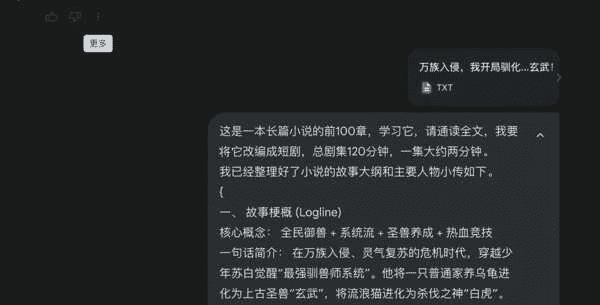 更多
万族入侵，我开局驯化...玄武！
TXT
这是一本长篇小说的前100章，学习它，请通读全文，我要
将它改编成短剧，总剧集120分钟，一集大约两分钟。
我已经整理好了小说的故事大纲和主要人物小传如下。
{
一、 故事梗概 (Logline)
核心概念： 全民御兽 + 系统流 + 圣兽养成 + 热血竞技
一句话简介： 在万族入侵、灵气复苏的危机时代，穿越少
年苏白觉醒“最强驯兽师系统”。他将一只普通家养乌龟进
化为上古圣兽“玄武”，将流浪猫进化为杀伐之神“白虎”。